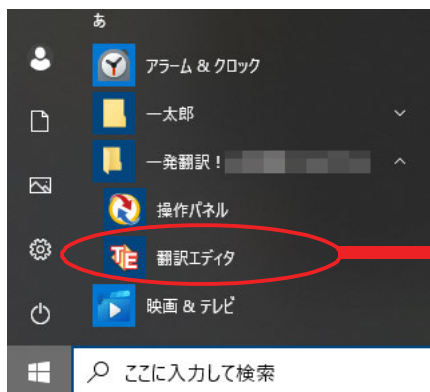 あ
アラーム & クロック
一太郎
一発翻訳！
操作パネル
TE 翻訳エディタ
映画 & テレビ
ここに入力して検索